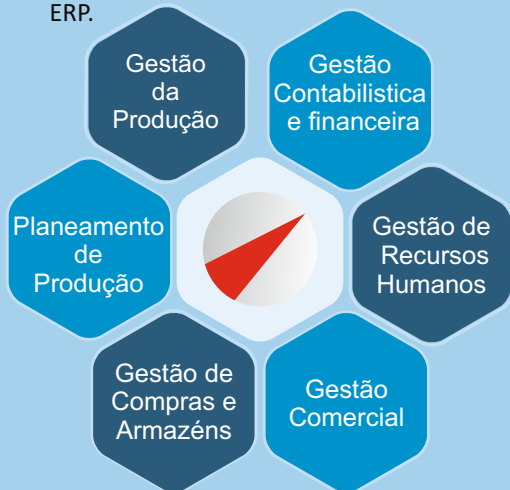 ERP.
Gestão
da
Produção
Gestão
Contabilistica
e financeira
Planeamento
de
Produção
Gestão de
Recursos
Humanos
Gestão de
Compras e
Armazéns
Gestão
Comercial